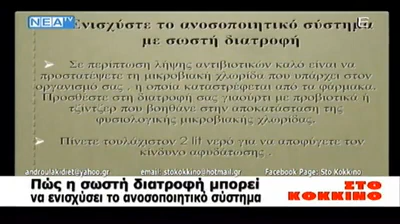 NEA TV
Ενισχύστε το ανοσοποιητικό σύστημα
με σωστή διατροφή
Σε περίπτωση λήψης αντιβιοτικών καλό είναι να
προστατέψετε τη μικροβιακή χλωρίδα που υπάρχει στον
οργανισμό σας , η οποία καταστρέφεται από τα φάρμακα.
Προσθέστε στη διατροφή σας γιαούρτι με προβιοτικά ή
τζίντζερ που βοηθάνε στην αποκατάσταση της
φυσιολογικής μικροβιακής χλωρίδας.
Πίνετε τουλάχιστον 2 lit νερό για να αποφύγετε τον
κίνδυνο αφυδάτωσης .
androulakidiet@yahoo.gr. email: stokokkino@hotmail.gr Facebook Page: Sto Kokkino
Πώς η σωστή διατροφή μπορεί
να ενισχύσει το ανοσοποιητικό σύστημα
ΣΤΟ
ΚΟΚΚΙΝΟ